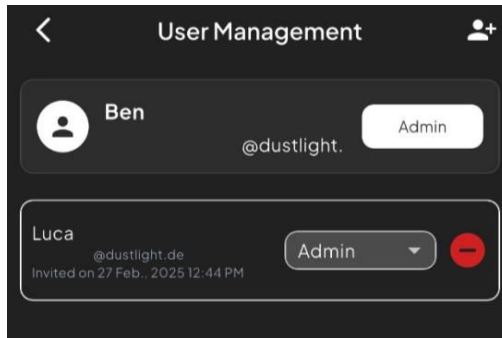 User Management
Ben
@dustlight.
Admin
Luca
@dustlight.de
Invited on 27 Feb., 2025 12:44 PM
Admin